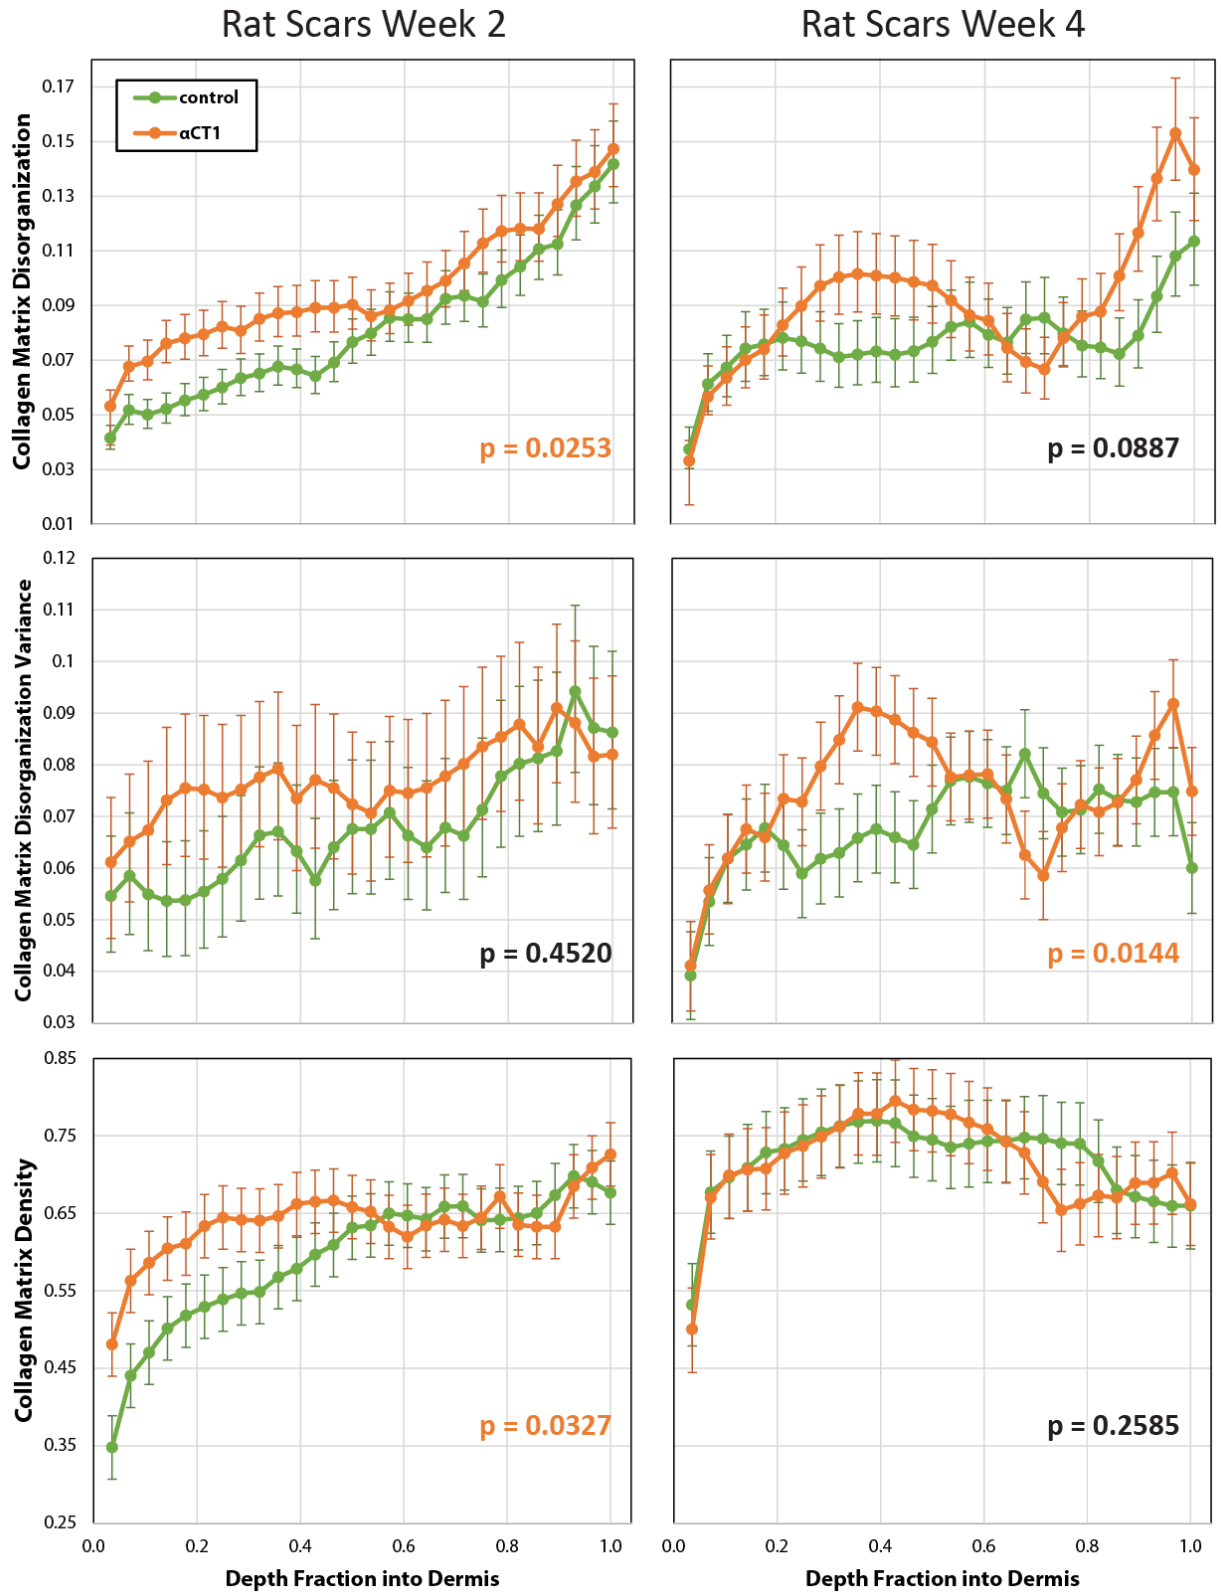 Rat Scars Week 2
Rat Scars Week 4
Collagen Matrix Disorganization
0.17
0.15
0.13
0.11
0.09
0.07
0.05
0.03
0.01
control
αCT1
p = 0.0253
p = 0.0887
Collagen Matrix Disorganization Variance
0.12
0.11
0.1
0.09
0.08
0.07
0.06
0.05
0.04
0.03
p = 0.4520
p = 0.0144
Collagen Matrix Density
0.85
0.75
0.65
0.55
0.45
0.35
0.25
p = 0.0327
p = 0.2585
0.0 0.2 0.4 0.6 0.8 1.0
0.0 0.2 0.4 0.6 0.8 1.0
Depth Fraction into Dermis
Depth Fraction into Dermis